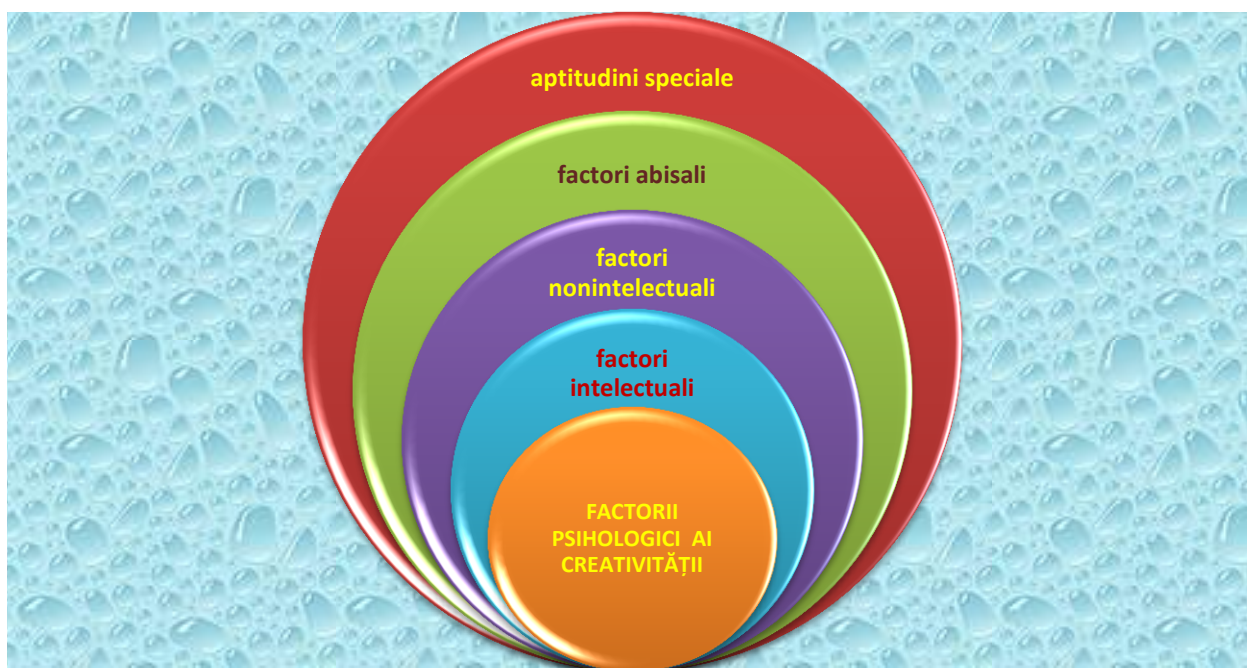 aptitudini speciale
factori abisali
factori
nonintelectuali
factori
intelectuali
FACTORII
PSIHOLOGICI AI
CREATIVITĂȚII